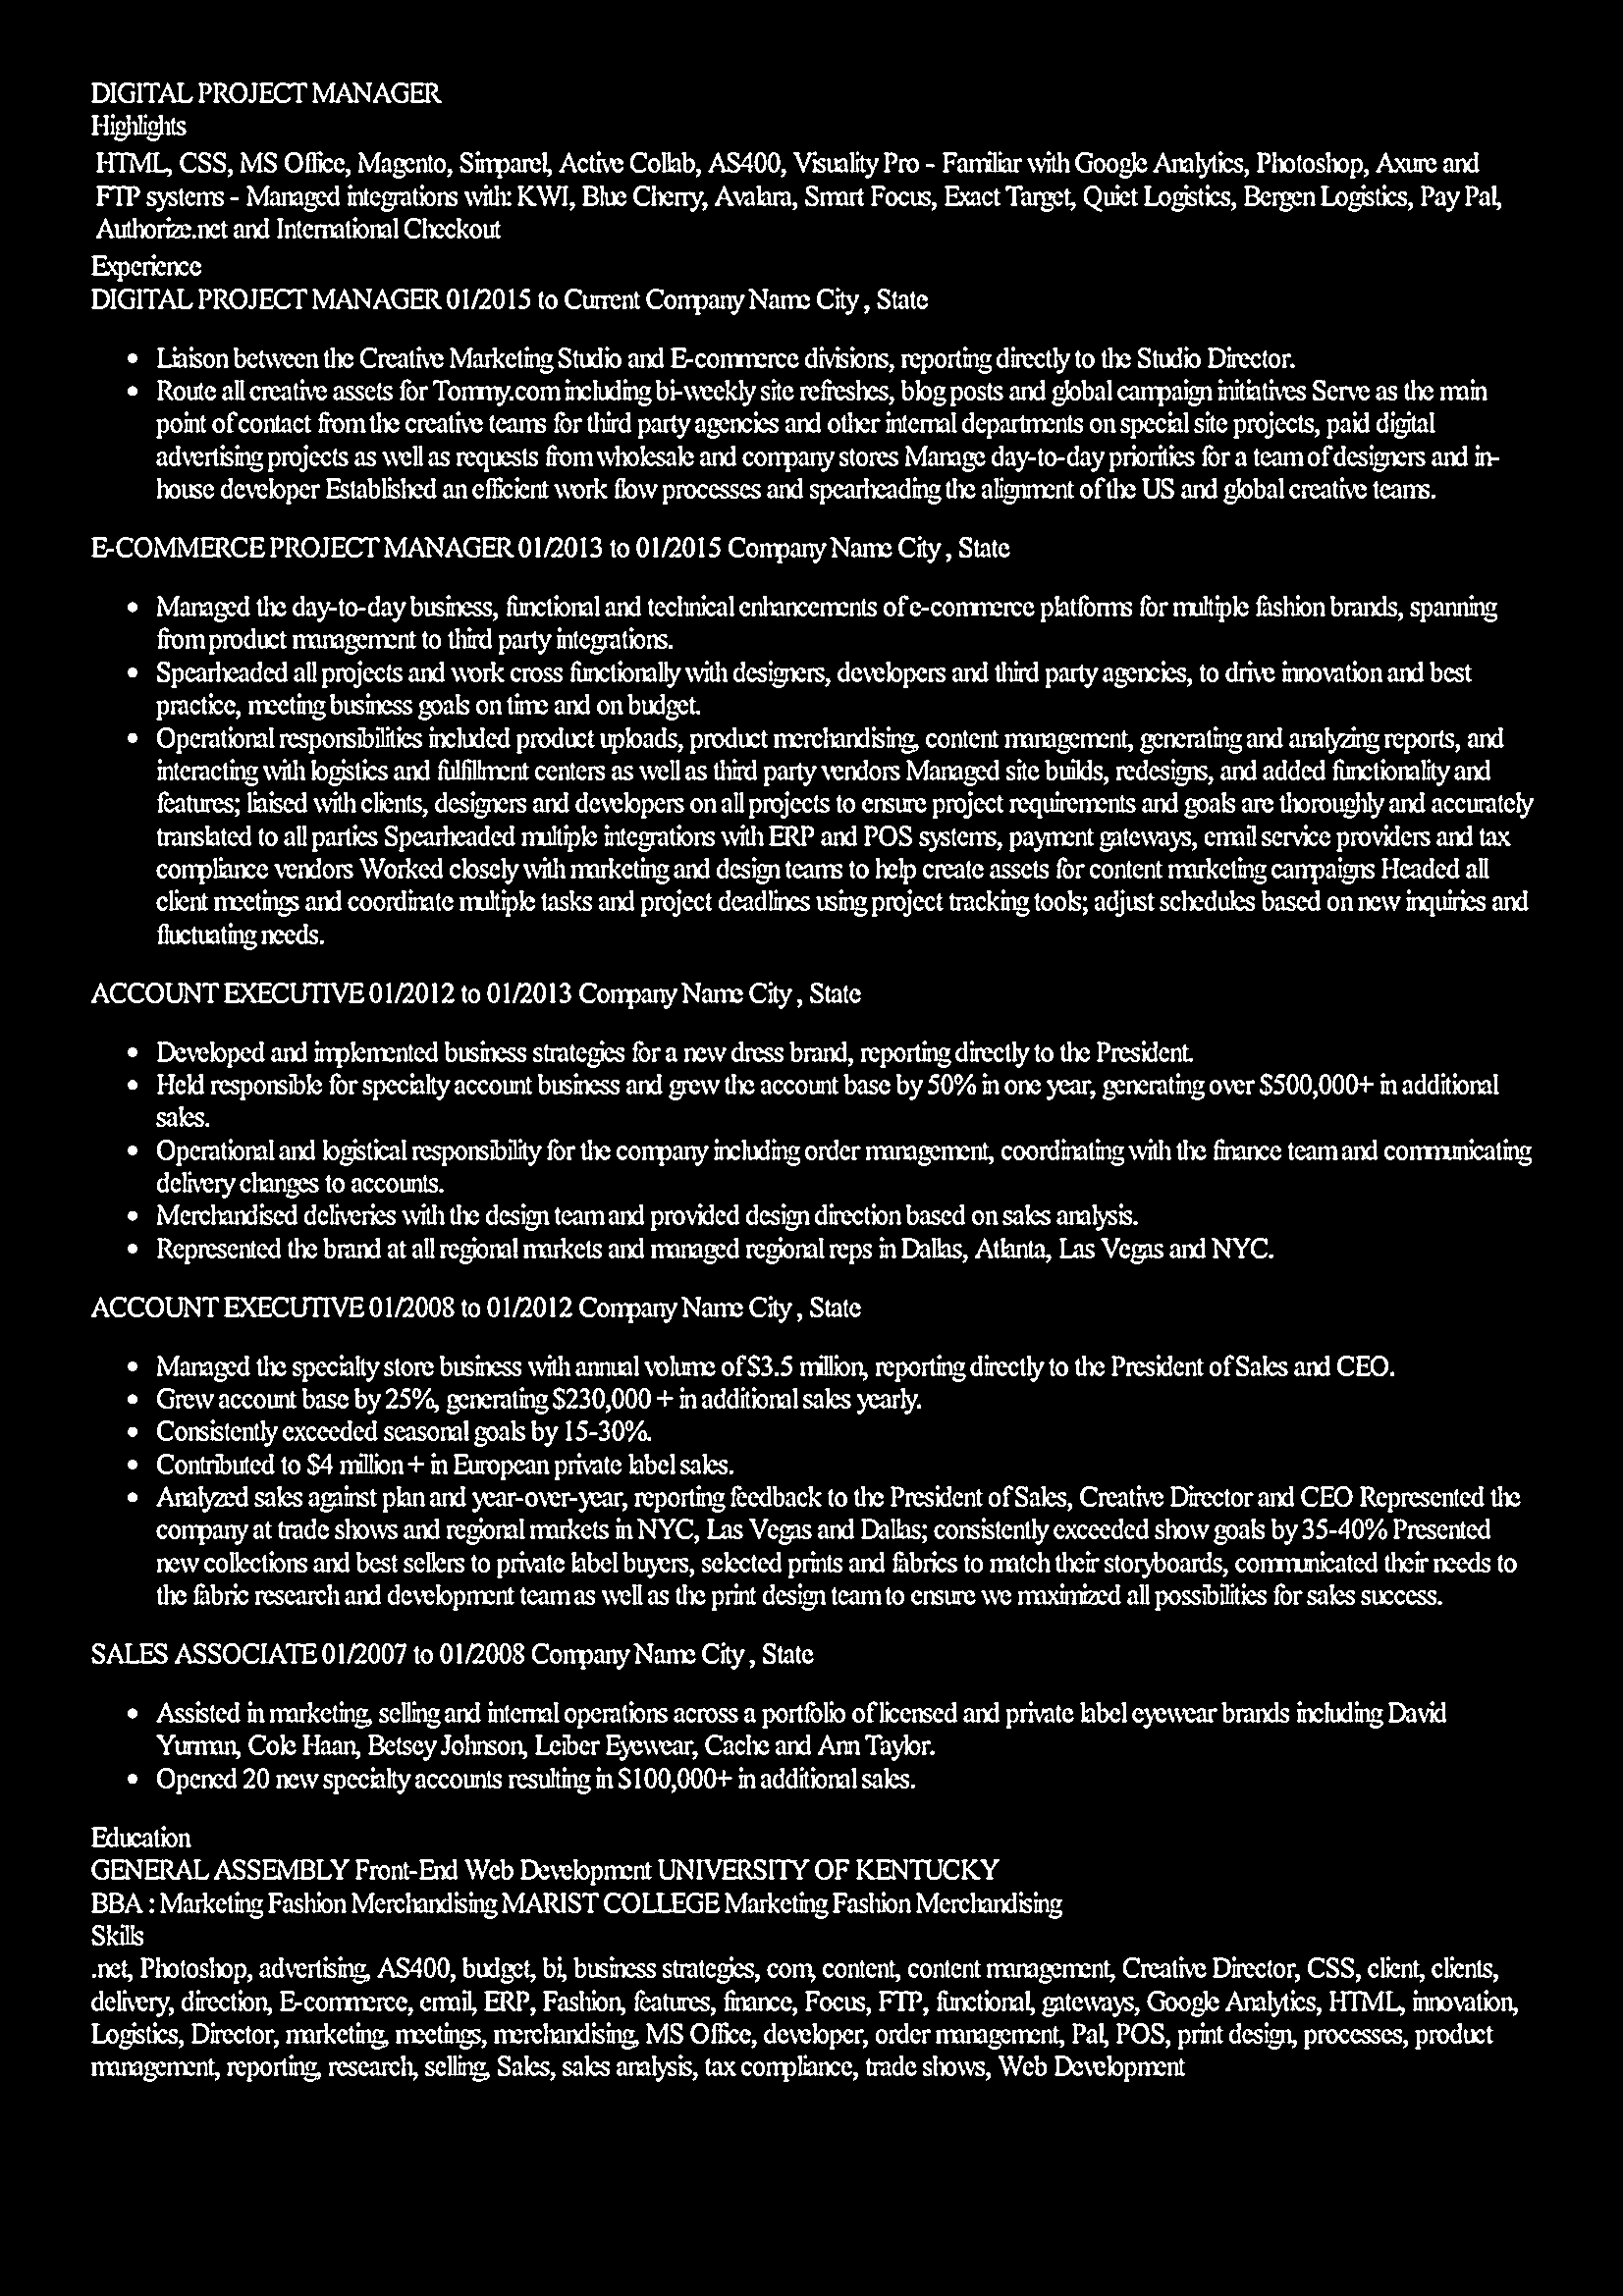 DIGITAL PROJECT MANAGER
Highlights
HTML, CSS, MS Office, Magento, Simparel, Active Collab, AS400, Visuality Pro - Familiar with Google Analytics, Photoshop, Axure and
FTP systems - Managed integrations with: KWI, Blue Cherry, Avalara, Smart Focus, Exact Target, Quiet Logistics, Bergen Logistics, Pay Pal,
Authorize.net and International Checkout
Experience
DIGITAL PROJECT MANAGER 01/2015 to Current Company Name City , State
• Liaison between the Creative Marketing Studio and E-commerce divisions, reporting directly to the Studio Director.
• Route all creative assets for Tommy.com including bi-weekly site refreshes, blog posts and global campaign initiatives Serve as the main
point of contact from the creative teams for third party agencies and other internal departments on special site projects, paid digital
advertising projects as well as requests from wholesale and company stores Manage day-to-day priorities for a team of designers and in-
house developer Established an efficient work flow processes and spearheading the alignment of the US and global creative teams.
E-COMMERCE PROJECT MANAGER 01/2013 to 01/2015 Company Name City , State
• Managed the day-to-day business, functional and technical enhancements of e-commerce platforms for multiple fashion brands, spanning
from product management to third party integrations.
• Spearheaded all projects and work cross functionally with designers, developers and third party agencies, to drive innovation and best
practice, meeting business goals on time and on budget.
• Operational responsibilities included product uploads, product merchandising, content management, generating and analyzing reports, and
interacting with logistics and fulfillment centers as well as third party vendors Managed site builds, redesigns, and added functionality and
features; liaised with clients, designers and developers on all projects to ensure project requirements and goals are thoroughly and accurately
translated to all parties Spearheaded multiple integrations with ERP and POS systems, payment gateways, email service providers and tax
compliance vendors Worked closely with marketing and design teams to help create assets for content marketing campaigns Headed all
client meetings and coordinate multiple tasks and project deadlines using project tracking tools; adjust schedules based on new inquiries and
fluctuating needs.
ACCOUNT EXECUTIVE 01/2012 to 01/2013 Company Name City , State
• Developed and implemented business strategies for a new dress brand, reporting directly to the President.
• Held responsible for specialty account business and grew the account base by 50% in one year, generating over $500,000+ in additional
sales.
• Operational and logistical responsibility for the company including order management, coordinating with the finance team and communicating
delivery changes to accounts.
• Merchandised deliveries with the design team and provided design direction based on sales analysis.
• Represented the brand at all regional markets and managed regional reps in Dallas, Atlanta, Las Vegas and NYC.
ACCOUNT EXECUTIVE 01/2008 to 01/2012 Company Name City , State
• Managed the specialty store business with annual volume of $3.5 million, reporting directly to the President of Sales and CEO.
• Grew account base by 25%, generating $230,000 + in additional sales yearly.
• Consistently exceeded seasonal goals by 15-30%.
• Contributed to $4 million + in European private label sales.
• Analyzed sales against plan and year-over-year, reporting feedback to the President of Sales, Creative Director and CEO Represented the
company at trade shows and regional markets in NYC, Las Vegas and Dallas; consistently exceeded show goals by 35-40% Presented
new collections and best sellers to private label buyers, selected prints and fabrics to match their storyboards, communicated their needs to
the fabric research and development team as well as the print design team to ensure we maximized all possibilities for sales success.
SALES ASSOCIATE 01/2007 to 01/2008 Company Name City , State
• Assisted in marketing, selling and internal operations across a portfolio of licensed and private label eyewear brands including David
Yurman, Cole Haan, Betsey Johnson, Leiber Eyewear, Cache and Ann Taylor.
• Opened 20 new specialty accounts resulting in $100,000+ in additional sales.
Education
GENERAL ASSEMBLY Front-End Web Development UNIVERSITY OF KENTUCKY
BBA : Marketing Fashion Merchandising MARIST COLLEGE Marketing Fashion Merchandising
Skills
.net, Photoshop, advertising, AS400, budget, bi, business strategies, com, content, content management, Creative Director, CSS, client, clients,
delivery, direction, E-commerce, email, ERP, Fashion, features, finance, Focus, FTP, functional, gateways, Google Analytics, HTML, innovation,
Logistics, Director, marketing, meetings, merchandising, MS Office, developer, order management, Pal, POS, print design, processes, product
management, reporting, research, selling, Sales, sales analysis, tax compliance, trade shows, Web Development